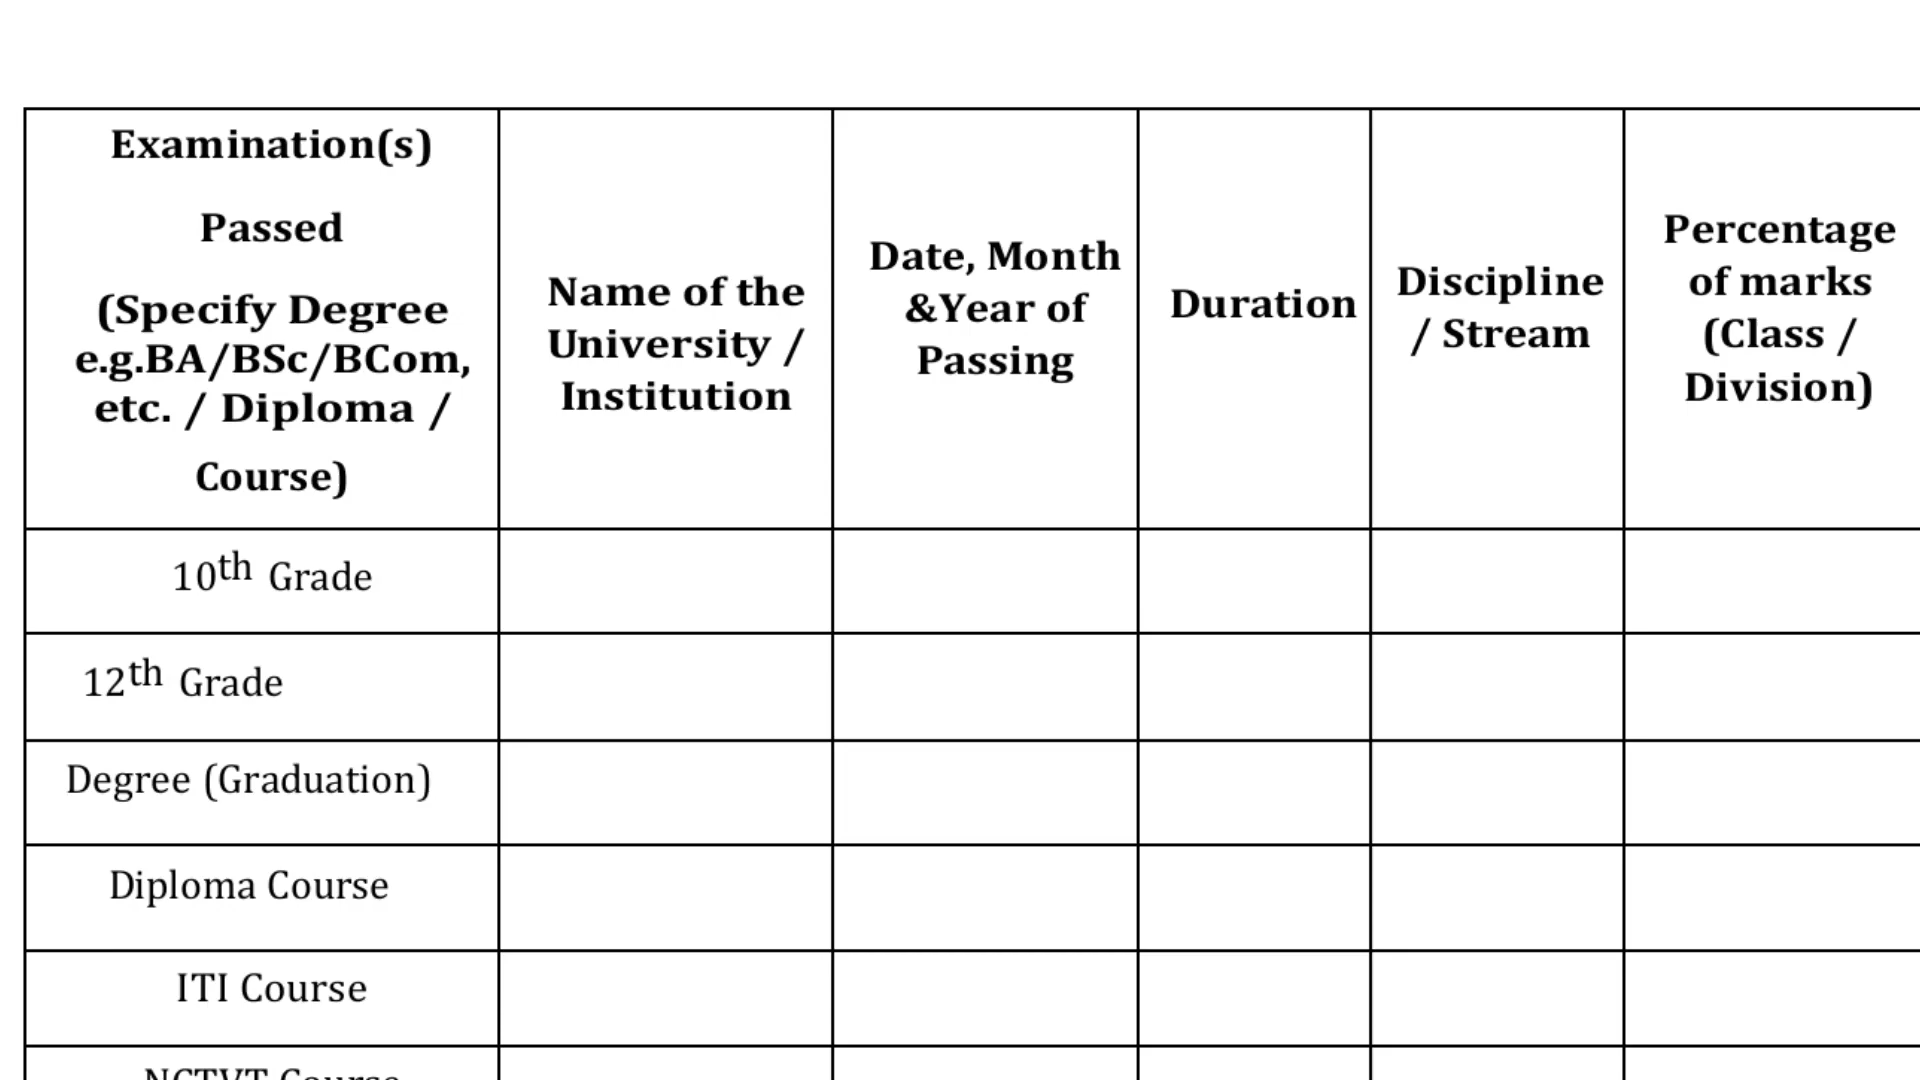 Examination(s)
Passed
(Specify Degree
e.g.BA/BSc/BCom,
etc. / Diploma /
Course)
Name of the
University /
Institution
Date, Month
&Year of
Passing
Duration
Discipline
/ Stream
Percentage
of marks
(Class /
Division)
10th Grade
12th Grade
Degree (Graduation)
Diploma Course
ITI Course
NCTVT Course